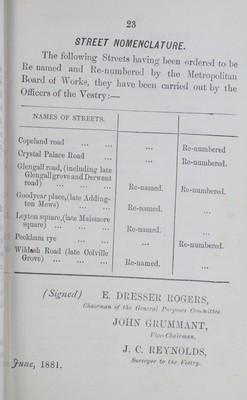 23
STREET NOMENCLATURE.
The following Streets having been ordered to be
Re named and Re-numbered by the Metropolitan
Board of Works, they have been carried out by the
Officers of the Vestry:—
NAMES OF STREETS.
Copeland road ... ... ... ... Re-numbered
Crystal Palace Road ... ... Re-numbered.
Glengall road, (including late
Glengall grove and Derwent
road) ... ... ... ... Re-named. Re-numbered.
Goodyear place, (late Adding-
ton Mews) ... ... ... Re-named. ...
Leyton square, (late Maismore
square) ... ... ... ... Re-named. ...
Peckham rye ... ... ... ... Re-numbered.
Wildash Road (late Colville
Grove) ... ... ... ... Re-named. ...
(Signed) E. DRESSER ROGERS,
Chairman of the General Purposes Committee.
JOHN GRUMMANT,
Vice-Chairman.
J. C. REYNOLDS,
Surveyor to the Vestry.
June, 1881.